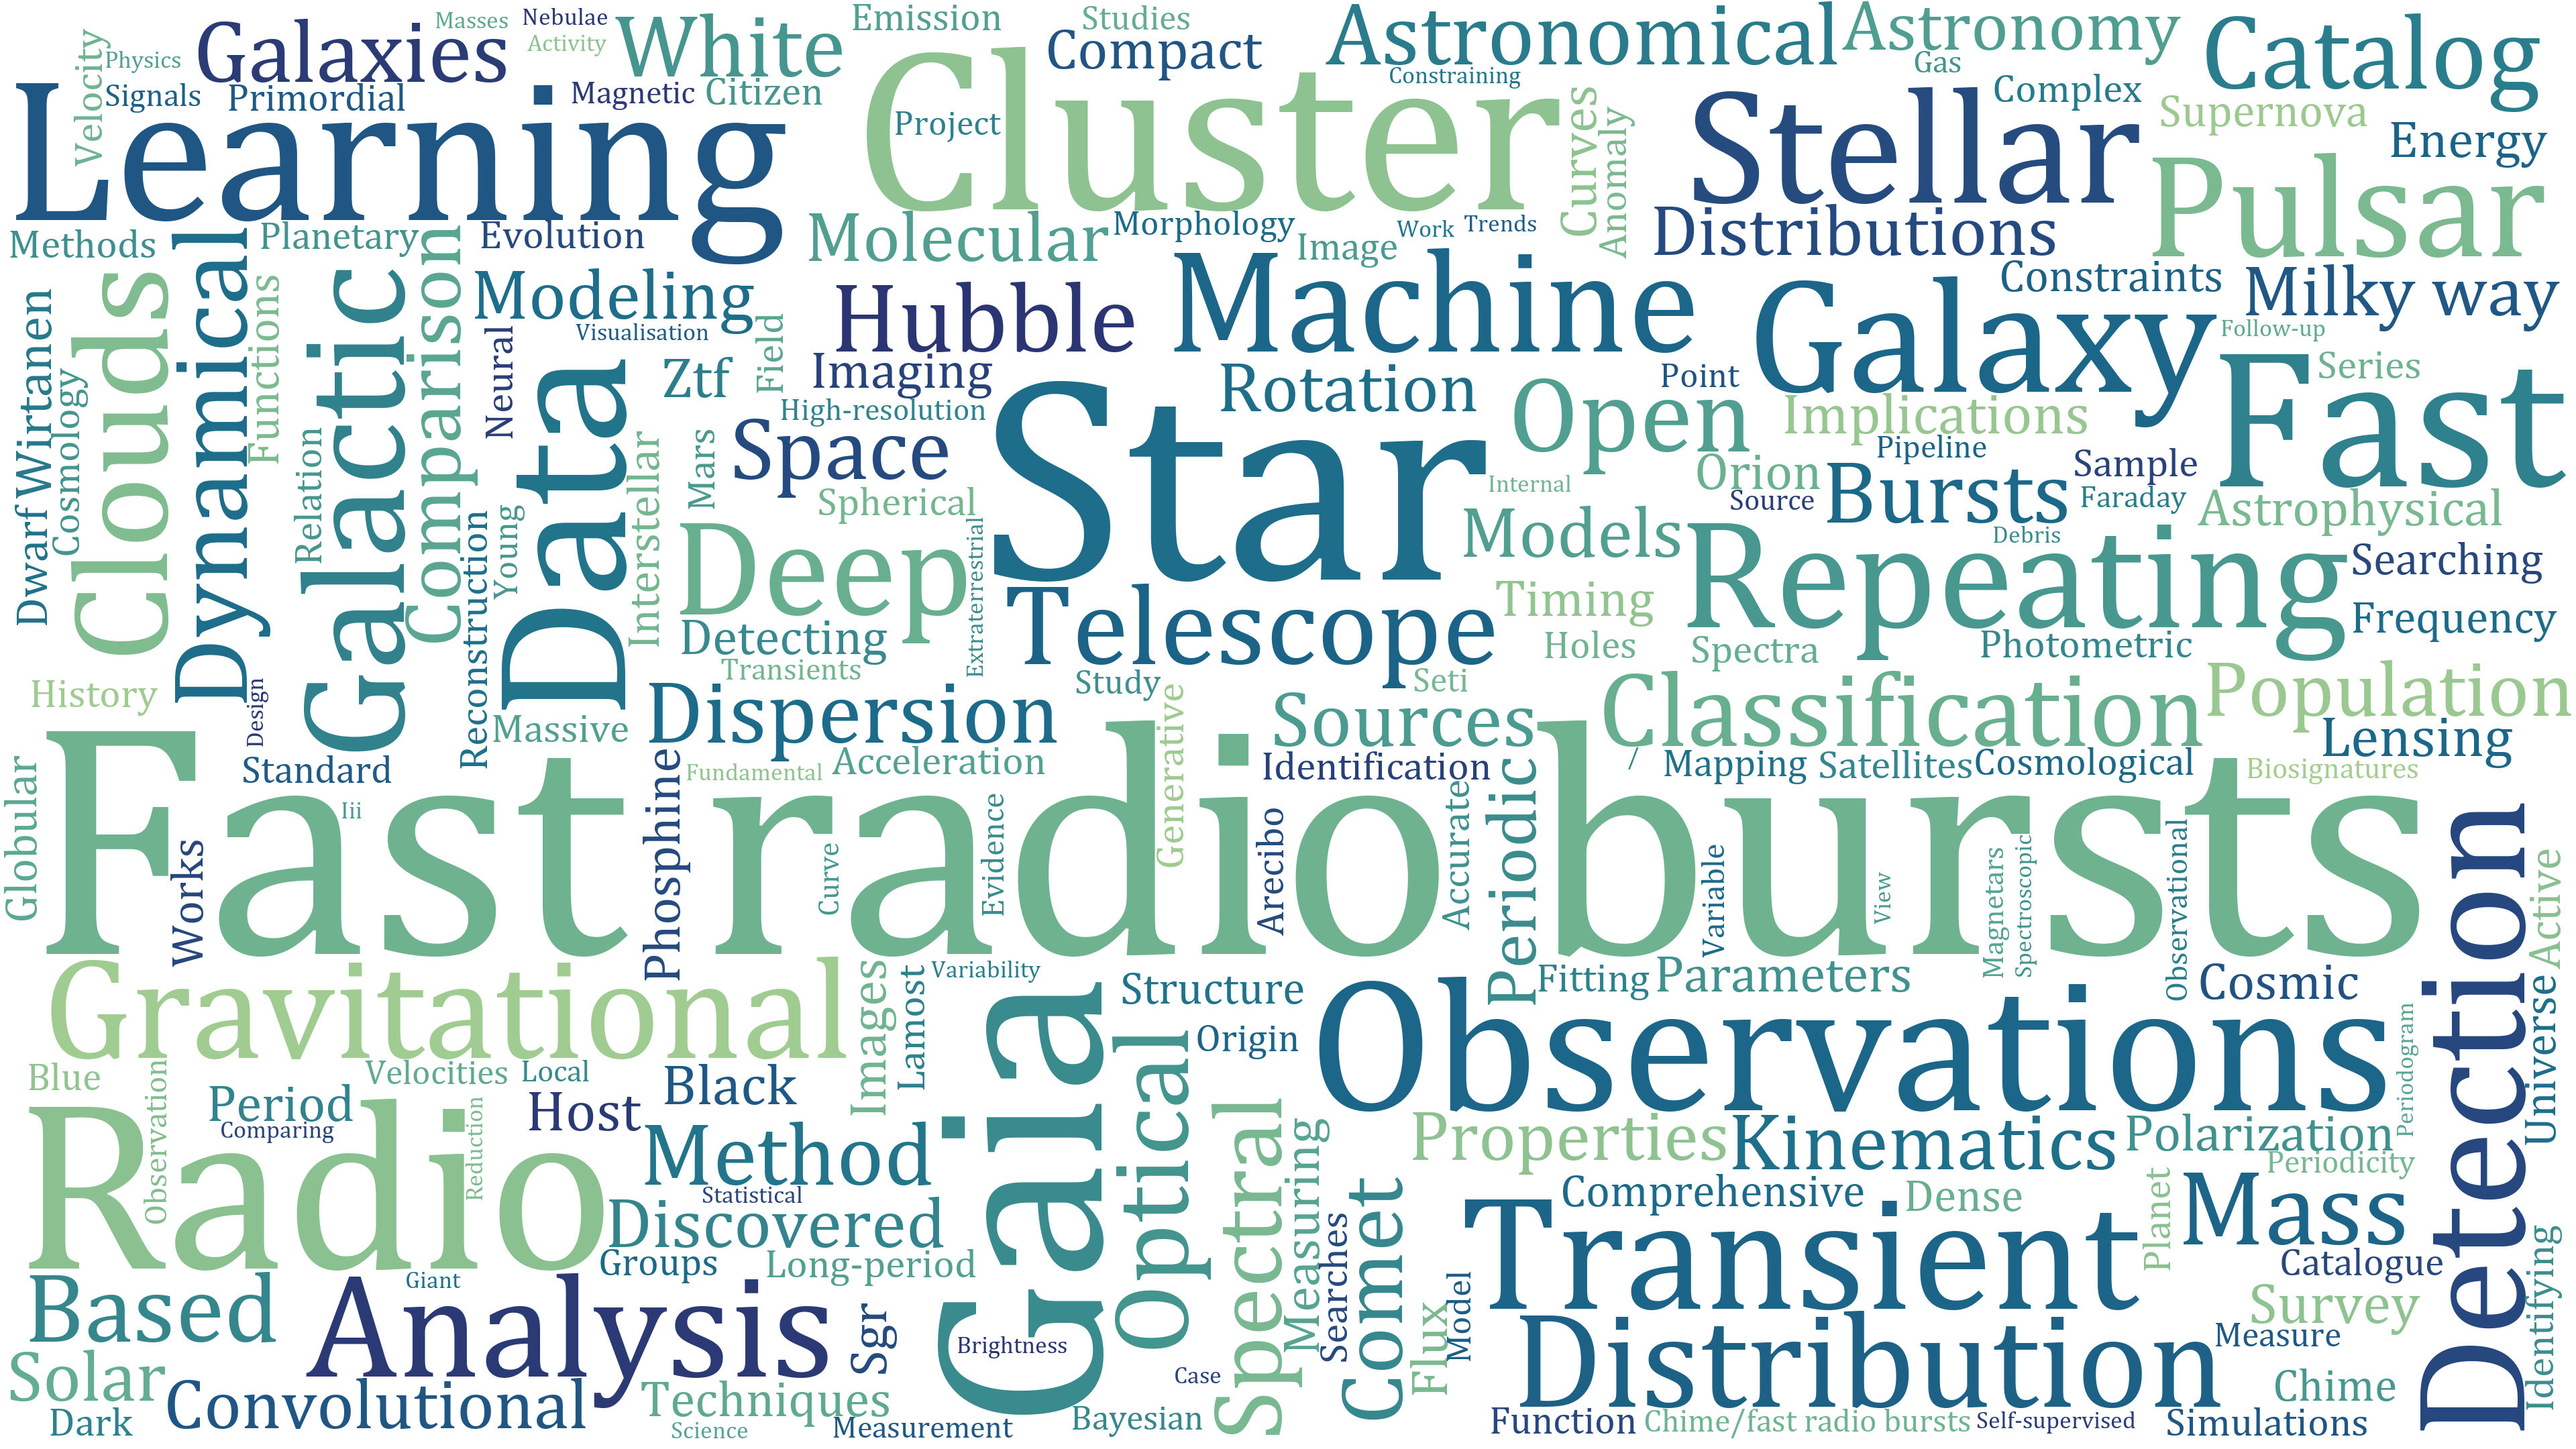 Masses
Nebulae
Activity
White
Emission
Studies
Compact
Astronomical
Astronomy
Catalog
Velocity
Physics
Galaxies
Signals
Primordial
Learning
Magnetic
Citizen
Cluster
Project
Constraining
Gas
Complex
Supernova
Energy
Stellar
Curves
Anomaly
Pulsar
Methods
Planetary
Evolution
Molecular
Morphology
Image
Work
Trends
Distributions
Clouds
Dynamical
Functions
Galactic
Comparison
Modeling
Visualisation
Neural
Field
Hubble
Machine
Galaxy
Constraints
Milky way
Follow-up
Dwarf
Wirtanen
Cosmology
Relation
Data
Ztf
Imaging
High-resolution
Rotation
Open
Point
Implications
Fast
Series
Space
Mars
Star
Orion
Pipeline
Sample
Source
Bursts
Faraday
Internal
Astrophysical
Spherical
Interstellar
Young
Reconstruction
Deep
Extraterrestrial
Models
Repeating
Debris
Searching
Telescope
Timing
Frequency
Detecting
Transients
Holes
Spectra
Photometric
History
Design
Massive
Dispersion
Study
Seti
Generative
Sources
Classification
Population
Lensing
Standard
Fundamental
Acceleration
Identification
/
Mapping
Satellites
Cosmological
Biosignatures
Globular
Iii
Fast radio bursts
Works
Phosphine
Curve
Evidence
Arecibo
Accurate
Periodic
Variable
View
Magnetars
Spectroscopic
Observational
Detection
Active
Gravitational
Images
Lamost
Variability
Gaia
Structure
Origin
Observations
Fitting
Parameters
Cosmic
Universe
Periodogram
Blue
Observation
Velocities
Local
Period
Comparing
Radio
Reduction
Host
Black
Method
Statistical
Optical
Spectral
Measuring
Properties
Kinematics
Polarization
Periodicity
Discovered
Groups
Long-period
Searches
Comet
Comprehensive
Dense
Planet
Mass
Transient
Catalogue
Survey
Identifying
Based
Giant
Analysis
Sgr
Brightness
Case
Flux
Model
Distribution
Measure
Solar
Dark
Convolutional
Techniques
Science
Measurement
Bayesian
Function
Chime/fast radio bursts
Self-supervised
Simulations
Chime